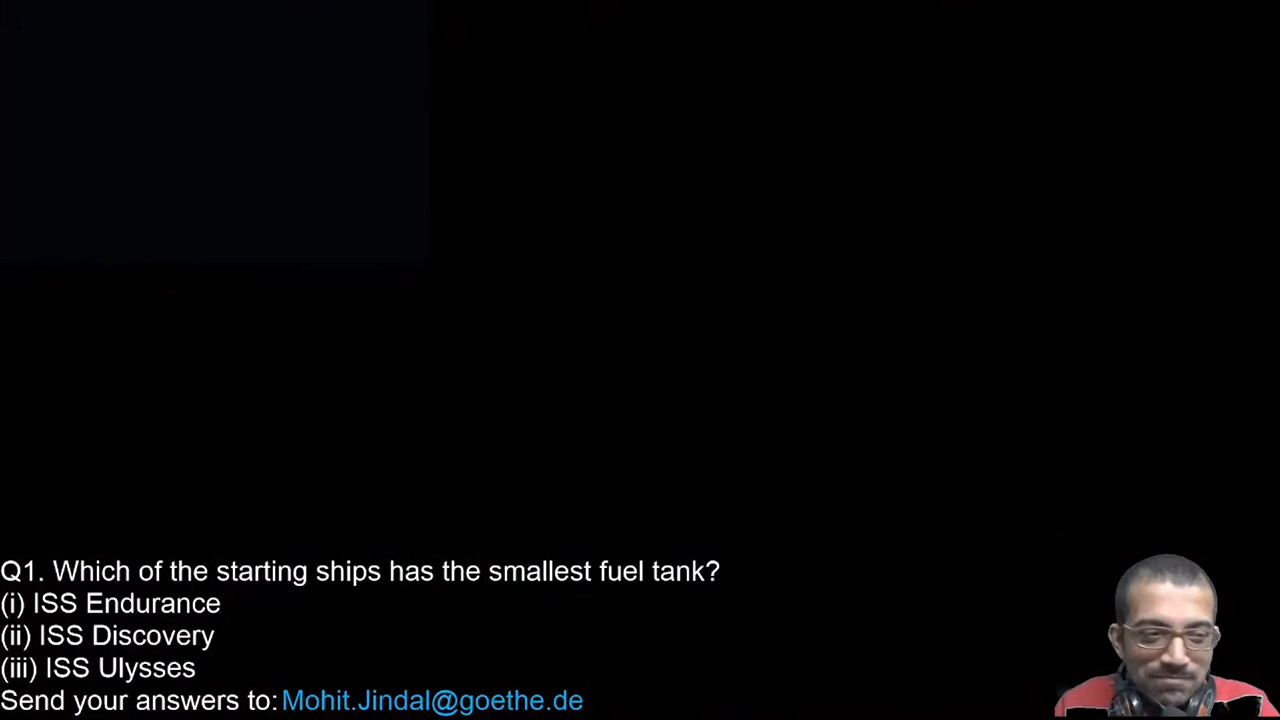 Q1. Which of the starting ships has the smallest fuel tank?
(i) ISS Endurance
(ii) ISS Discovery
(iii) ISS Ulysses
Send your answers to: Mohit.Jindal@goethe.de